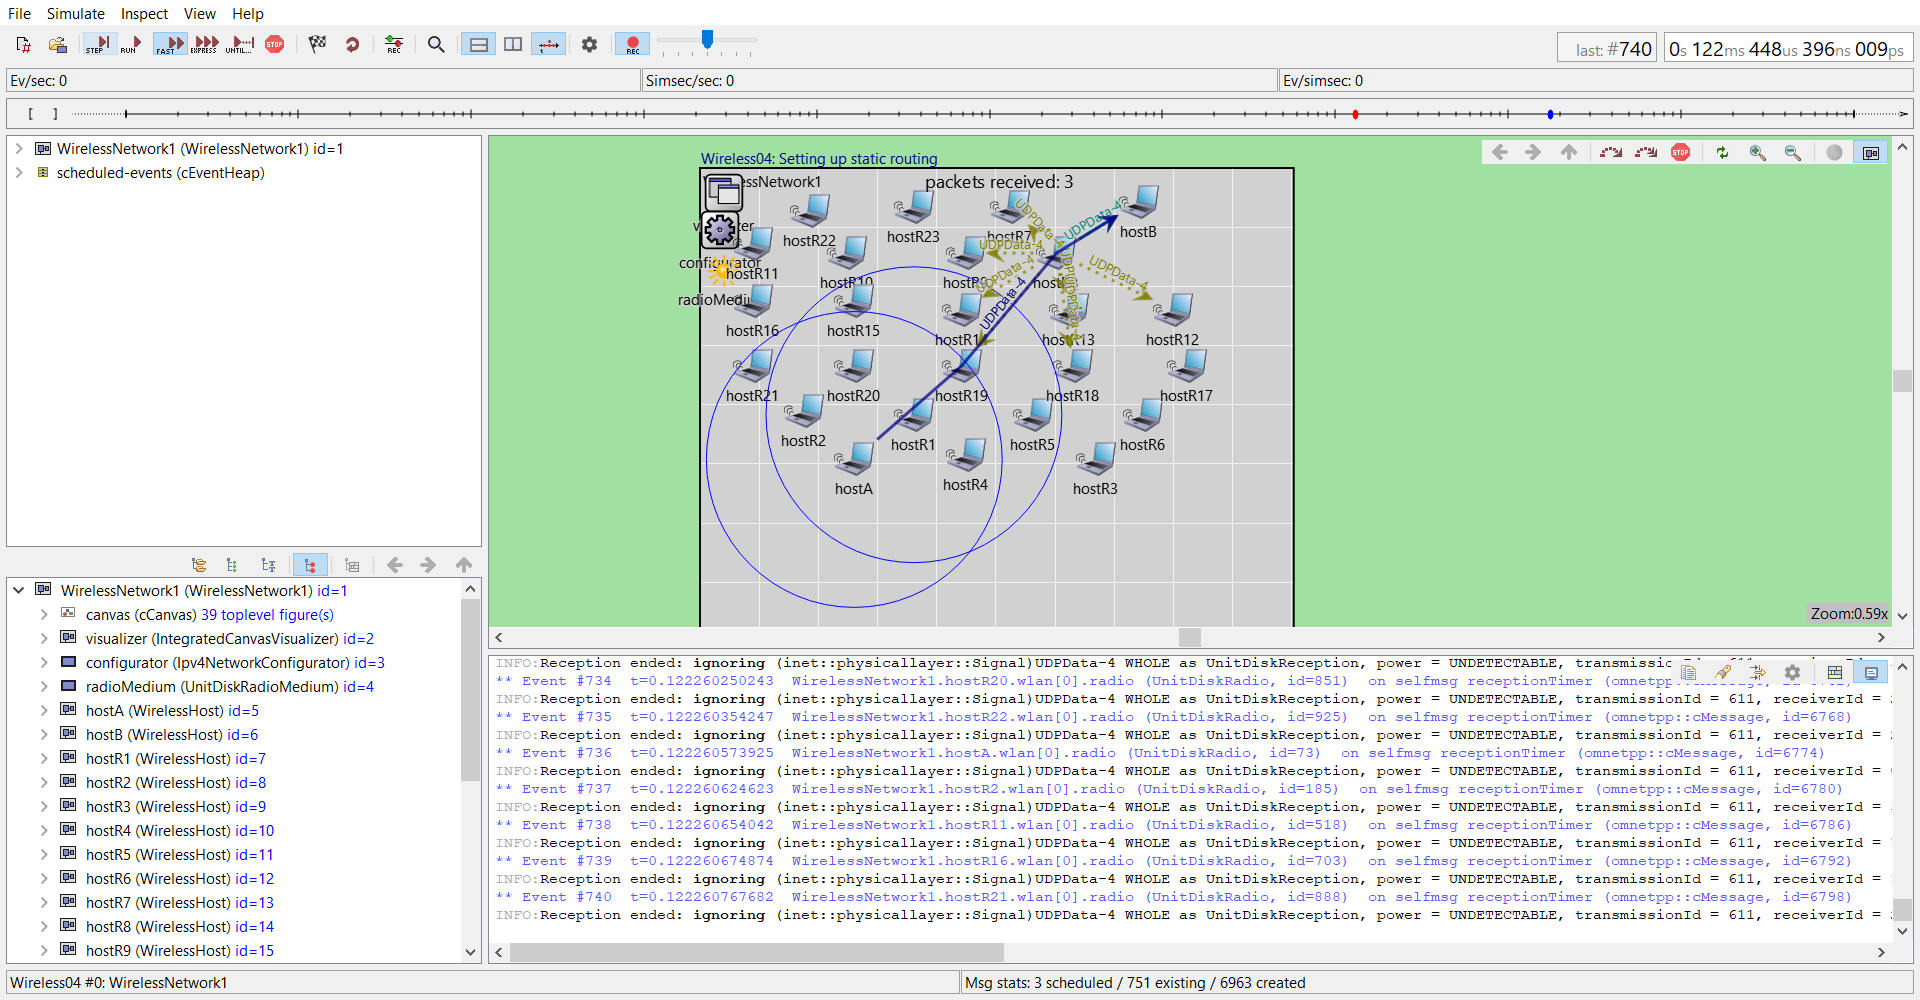 File Simulate Inspect View Help
STEP RUN FAST EXPRESS UNTIL... STOP REC REC
last: #740 0s 122ms 448us 396ns 009ps
Ev/sec: 0 Simsec/sec: 0 Ev/simsec: 0
[ ]
WirelessNetwork1 (WirelessNetwork1) id=1
scheduled-events (cEventHeap)
WirelessNetwork1 (WirelessNetwork1) id=1
canvas (cCanvas) 39 toplevel figure(s)
visualizer (IntegratedCanvasVisualizer) id=2
configurator (Ipv4NetworkConfigurator) id=3
radioMedium (UnitDiskRadioMedium) id=4
hostA (WirelessHost) id=5
hostB (WirelessHost) id=6
hostR1 (WirelessHost) id=7
hostR2 (WirelessHost) id=8
hostR3 (WirelessHost) id=9
hostR4 (WirelessHost) id=10
hostR5 (WirelessHost) id=11
hostR6 (WirelessHost) id=12
hostR7 (WirelessHost) id=13
hostR8 (WirelessHost) id=14
hostR9 (WirelessHost) id=15
Wireless04: Setting up static routing
STOP
essNetwork1 packets received: 3
hostR22 hostR23 hostR7 hostB
UDPData-4 UDPData-4 UDPData-4 UDPData-4 UDPData-4 UDPData-4
configurator
hostR11 hostR10
radioMediu
hostR16 hostR15 hostR13 hostR12
hostR21 hostR20 hostR19 hostR18 hostR17
hostR2 hostR1 hostR5 hostR6
hostA hostR4 hostR3
Zoom:0.59x
INFO:Reception ended: ignoring (inet::physicallayer::Signal)UDPData-4 WHOLE as UnitDiskReception, power = UNDETECTABLE, transmissionId = 611, receiverId =
** Event #734 t=0.122260250243 WirelessNetwork1.hostR20.wlan[0].radio (UnitDiskRadio, id=851) on selfmsg receptionTimer (omnetpp::cMessage,
INFO:Reception ended: ignoring (inet::physicallayer::Signal)UDPData-4 WHOLE as UnitDiskReception, power = UNDETECTABLE, transmissionId = 611, receiverId =
** Event #735 t=0.122260354247 WirelessNetwork1.hostR22.wlan[0].radio (UnitDiskRadio, id=925) on selfmsg receptionTimer (omnetpp::cMessage, id=6768)
INFO:Reception ended: ignoring (inet::physicallayer::Signal)UDPData-4 WHOLE as UnitDiskReception, power = UNDETECTABLE, transmissionId = 611, receiverId =
** Event #736 t=0.122260573925 WirelessNetwork1.hostA.wlan[0].radio (UnitDiskRadio, id=73) on selfmsg receptionTimer (omnetpp::cMessage, id=6774)
INFO:Reception ended: ignoring (inet::physicallayer::Signal)UDPData-4 WHOLE as UnitDiskReception, power = UNDETECTABLE, transmissionId = 611, receiverId =
** Event #737 t=0.122260624623 WirelessNetwork1.hostR2.wlan[0].radio (UnitDiskRadio, id=185) on selfmsg receptionTimer (omnetpp::cMessage, id=6780)
INFO:Reception ended: ignoring (inet::physicallayer::Signal)UDPData-4 WHOLE as UnitDiskReception, power = UNDETECTABLE, transmissionId = 611, receiverId =
** Event #738 t=0.122260654042 WirelessNetwork1.hostR11.wlan[0].radio (UnitDiskRadio, id=518) on selfmsg receptionTimer (omnetpp::cMessage, id=6786)
INFO:Reception ended: ignoring (inet::physicallayer::Signal)UDPData-4 WHOLE as UnitDiskReception, power = UNDETECTABLE, transmissionId = 611, receiverId =
** Event #739 t=0.122260674874 WirelessNetwork1.hostR16.wlan[0].radio (UnitDiskRadio, id=703) on selfmsg receptionTimer (omnetpp::cMessage, id=6792)
INFO:Reception ended: ignoring (inet::physicallayer::Signal)UDPData-4 WHOLE as UnitDiskReception, power = UNDETECTABLE, transmissionId = 611, receiverId =
** Event #740 t=0.122260767682 WirelessNetwork1.hostR21.wlan[0].radio (UnitDiskRadio, id=888) on selfmsg receptionTimer (omnetpp::cMessage, id=6798)
INFO:Reception ended: ignoring (inet::physicallayer::Signal)UDPData-4 WHOLE as UnitDiskReception, power = UNDETECTABLE, transmissionId = 611, receiverId =
Wireless04 #0: WirelessNetwork1 Msg stats: 3 scheduled / 751 existing / 6963 created